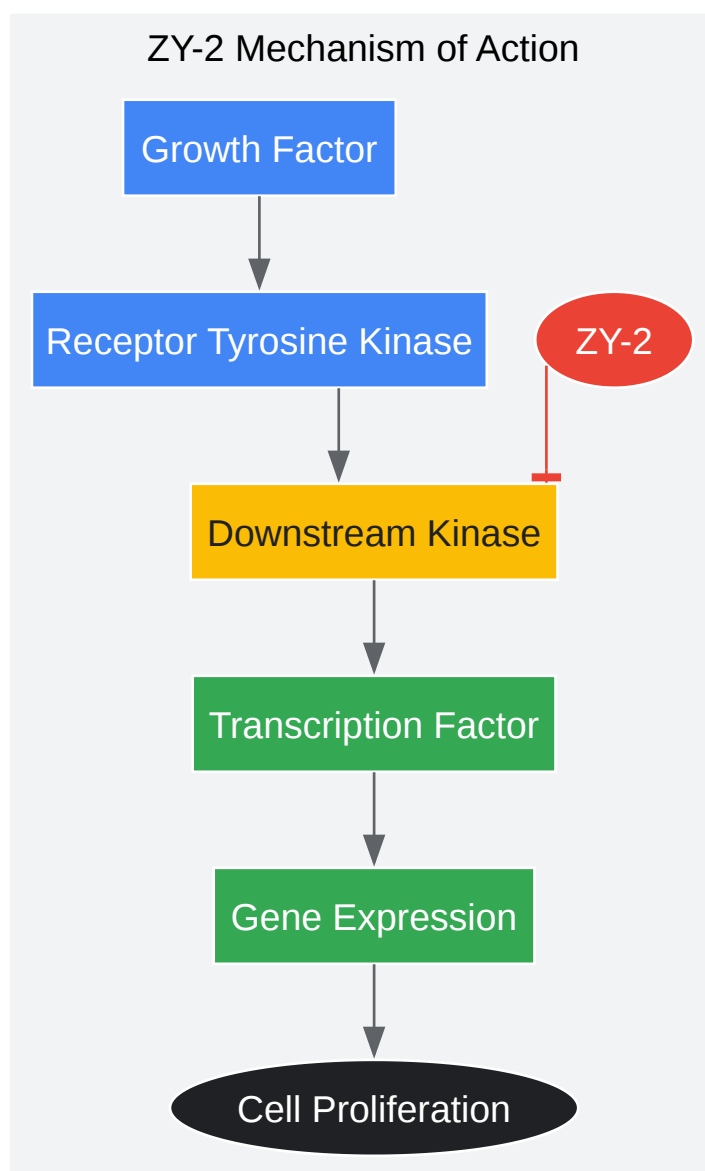 ZY-2 Mechanism of Action
Growth Factor
Receptor Tyrosine Kinase
ZY-2
Downstream Kinase
Transcription Factor
Gene Expression
Cell Proliferation